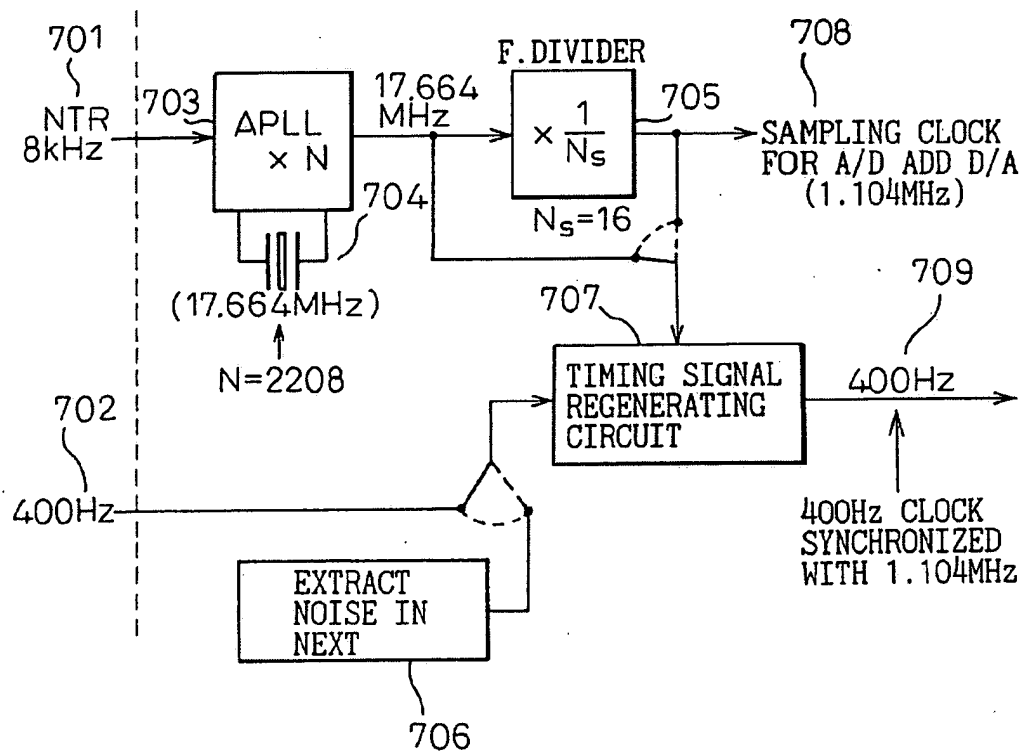 701
NTR
8kHz
703
APLL
× N
17.664
MHz
F. DIVIDER
× 1/Ns
705
Ns=16
708
SAMPLING CLOCK
FOR A/D ADD D/A
(1.104MHz)
704
(17.664MHz)
N=2208
707
TIMING SIGNAL
REGENERATING
CIRCUIT
709
400Hz
400Hz CLOCK
SYNCHRONIZED
WITH 1.104MHz
702
400Hz
EXTRACT
NOISE IN
NEXT
706